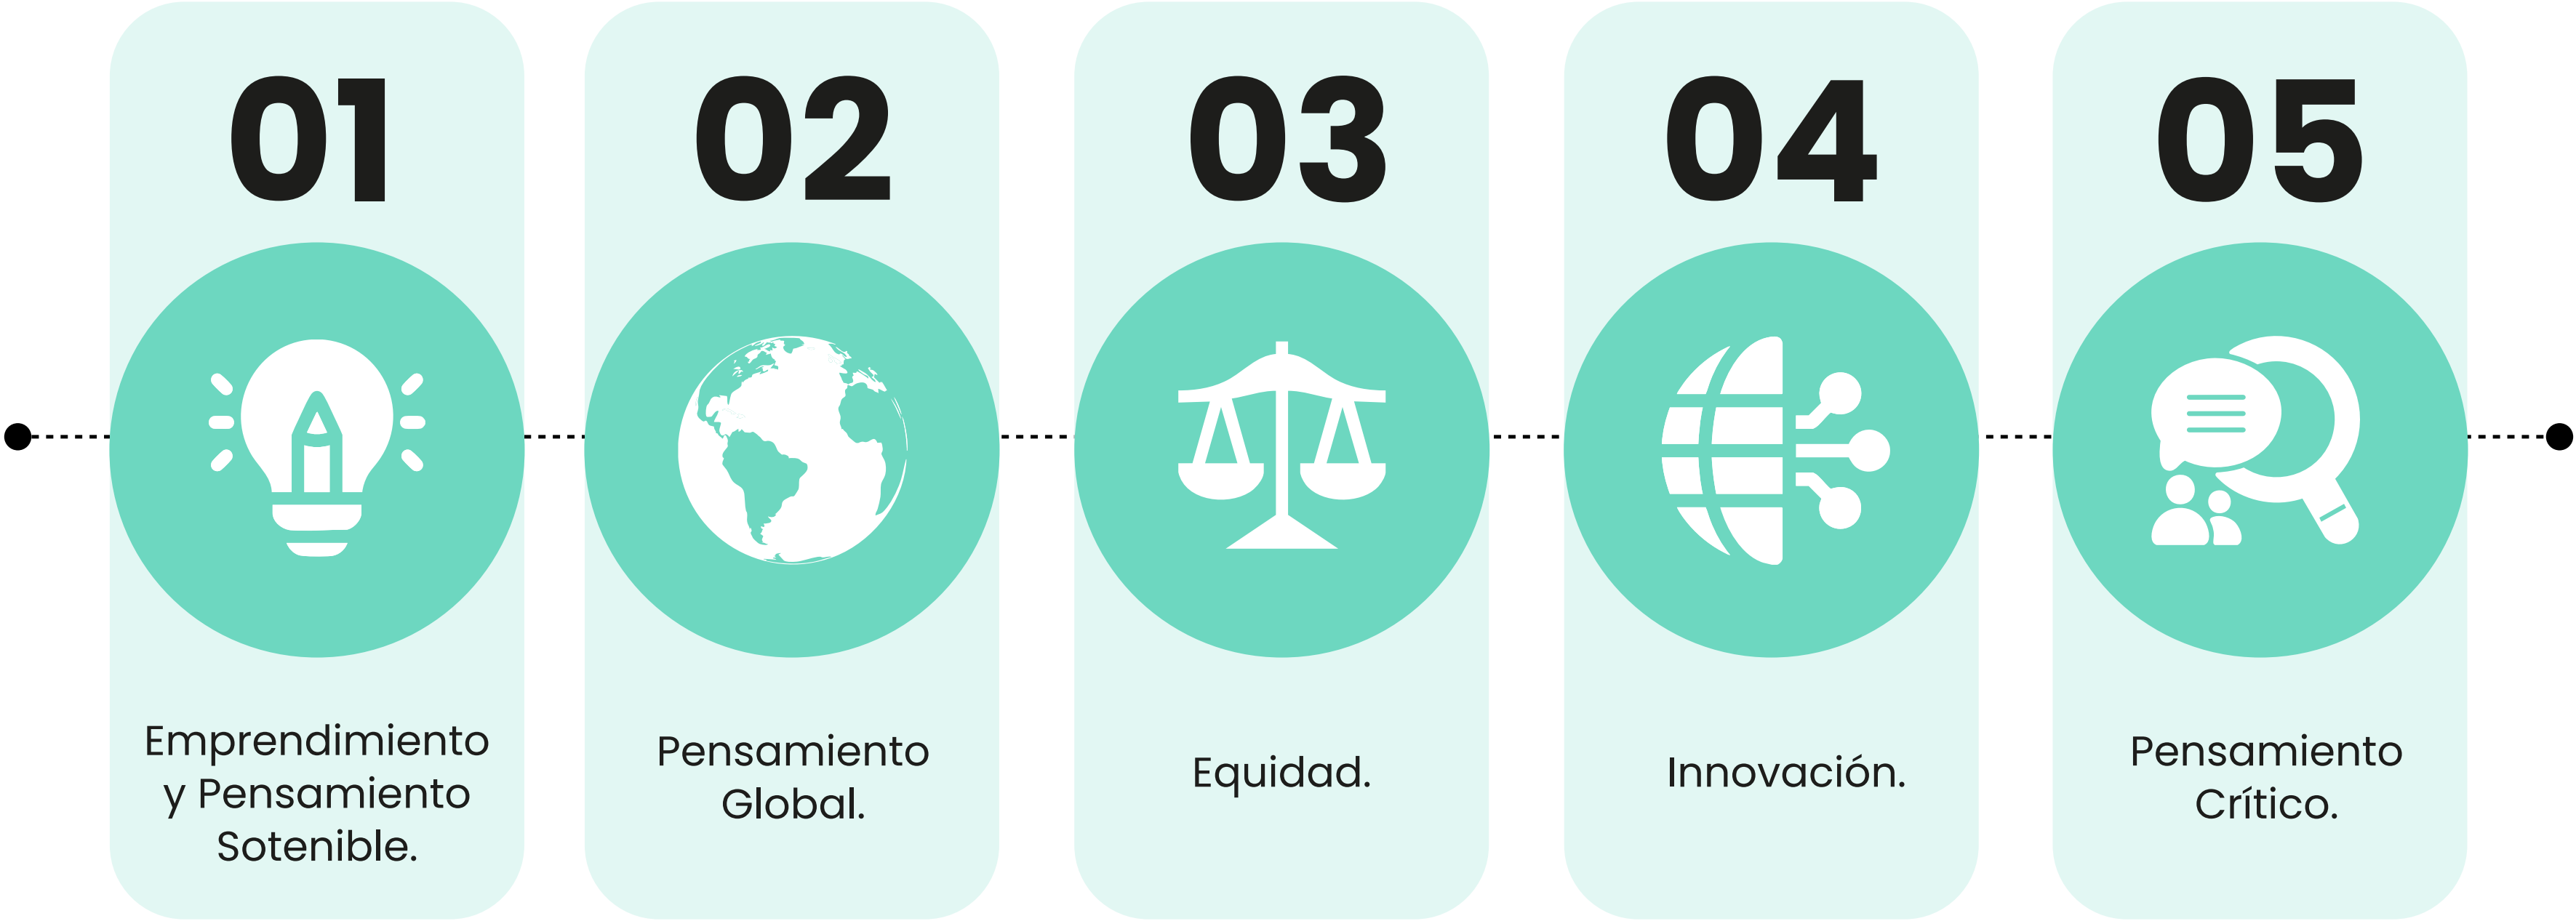 01
Emprendimiento
y Pensamiento
Sotenible.
02
Pensamiento
Global.
03
Equidad.
04
Innovación.
05
Pensamiento
Crítico.